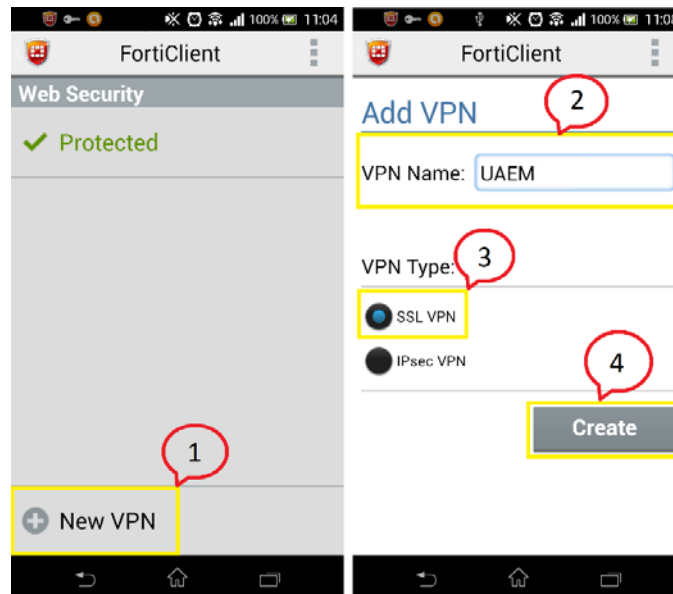 100% 11:04
FortiClient
Web Security
Protected
1
New VPN
100% 11:08
FortiClient
Add VPN
2
VPN Name: UAEM
VPN Type:
3
SSL VPN
IPsec VPN
4
Create